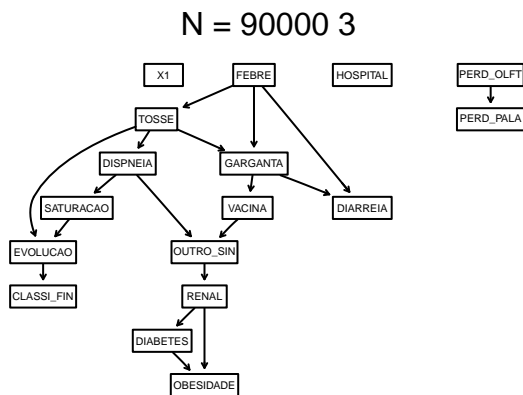 N = 90000 3
X1 FEBRE HOSPITAL PERD_OLFT
TOSSE PERD_PALA
DISPNEIA GARGANTA
SATURACAO VACINA DIARREIA
EVOLUCAO OUTRO_SIN
CLASSI_FIN RENAL
DIABETES
OBESIDADE